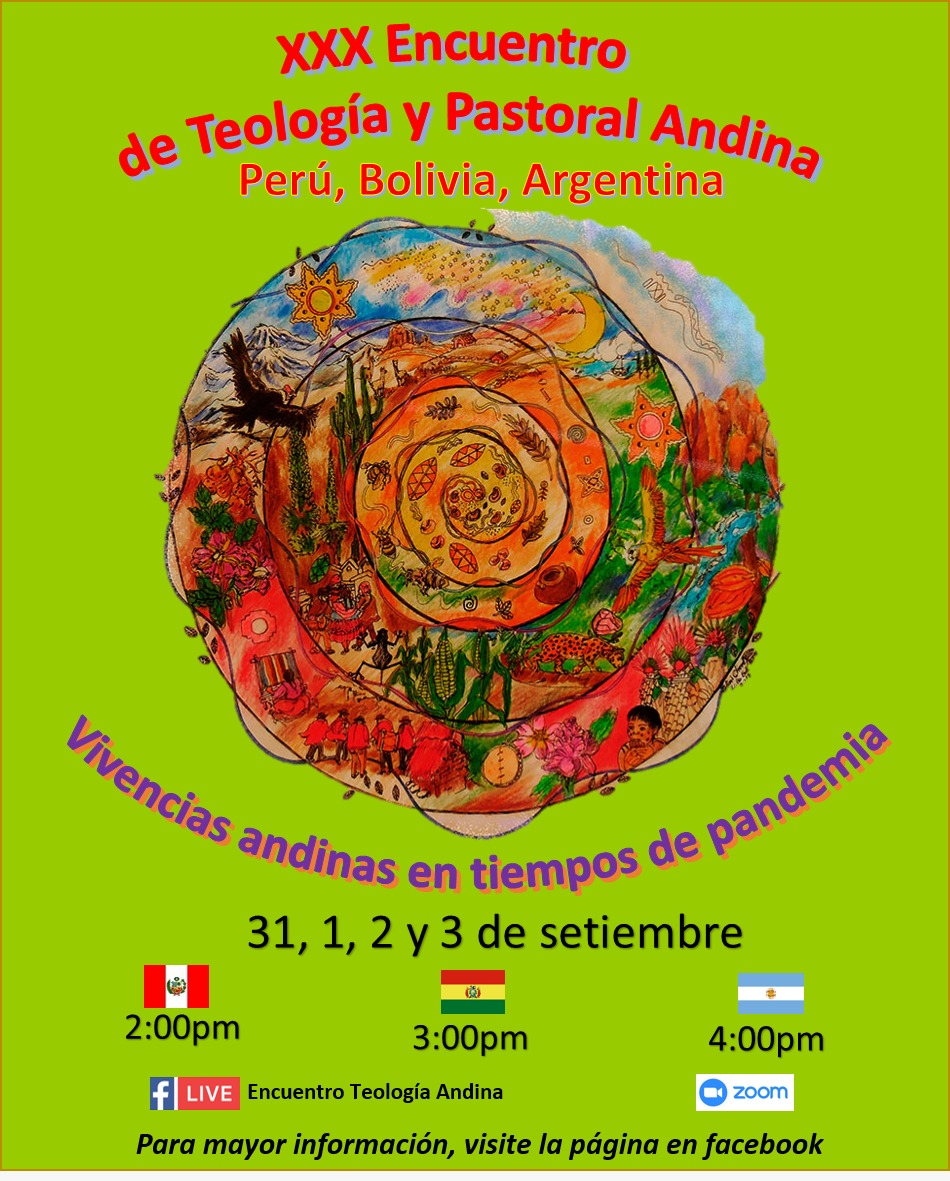 XXX Encuentro
de Teología y Pastoral Andina
Perú, Bolivia, Argentina
Vivencias andinas en tiempos de pandemia
31, 1, 2 y 3 de setiembre
2:00pm
3:00pm
4:00pm
f LIVE Encuentro Teología Andina
zoom
Para mayor información, visite la página en facebook